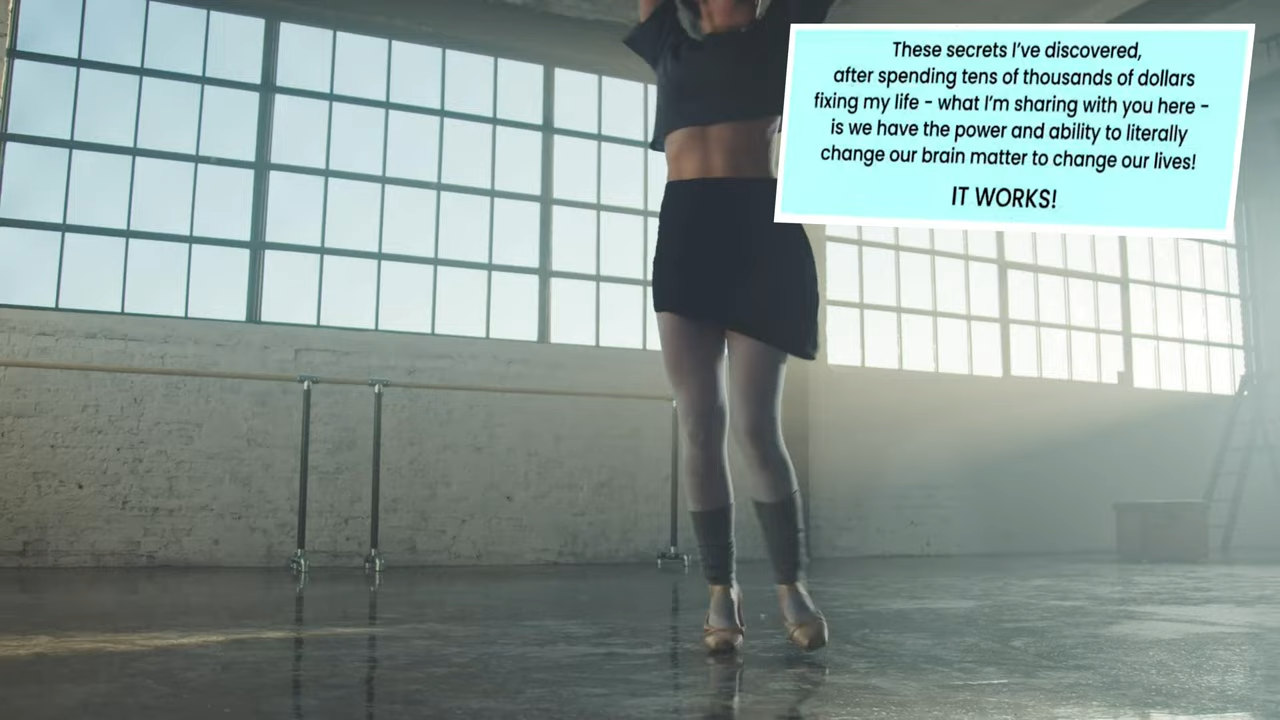 These secrets I've discovered,
after spending tens of thousands of dollars
fixing my life - what I'm sharing with you here -
is we have the power and ability to literally
change our brain matter to change our lives!
IT WORKS!